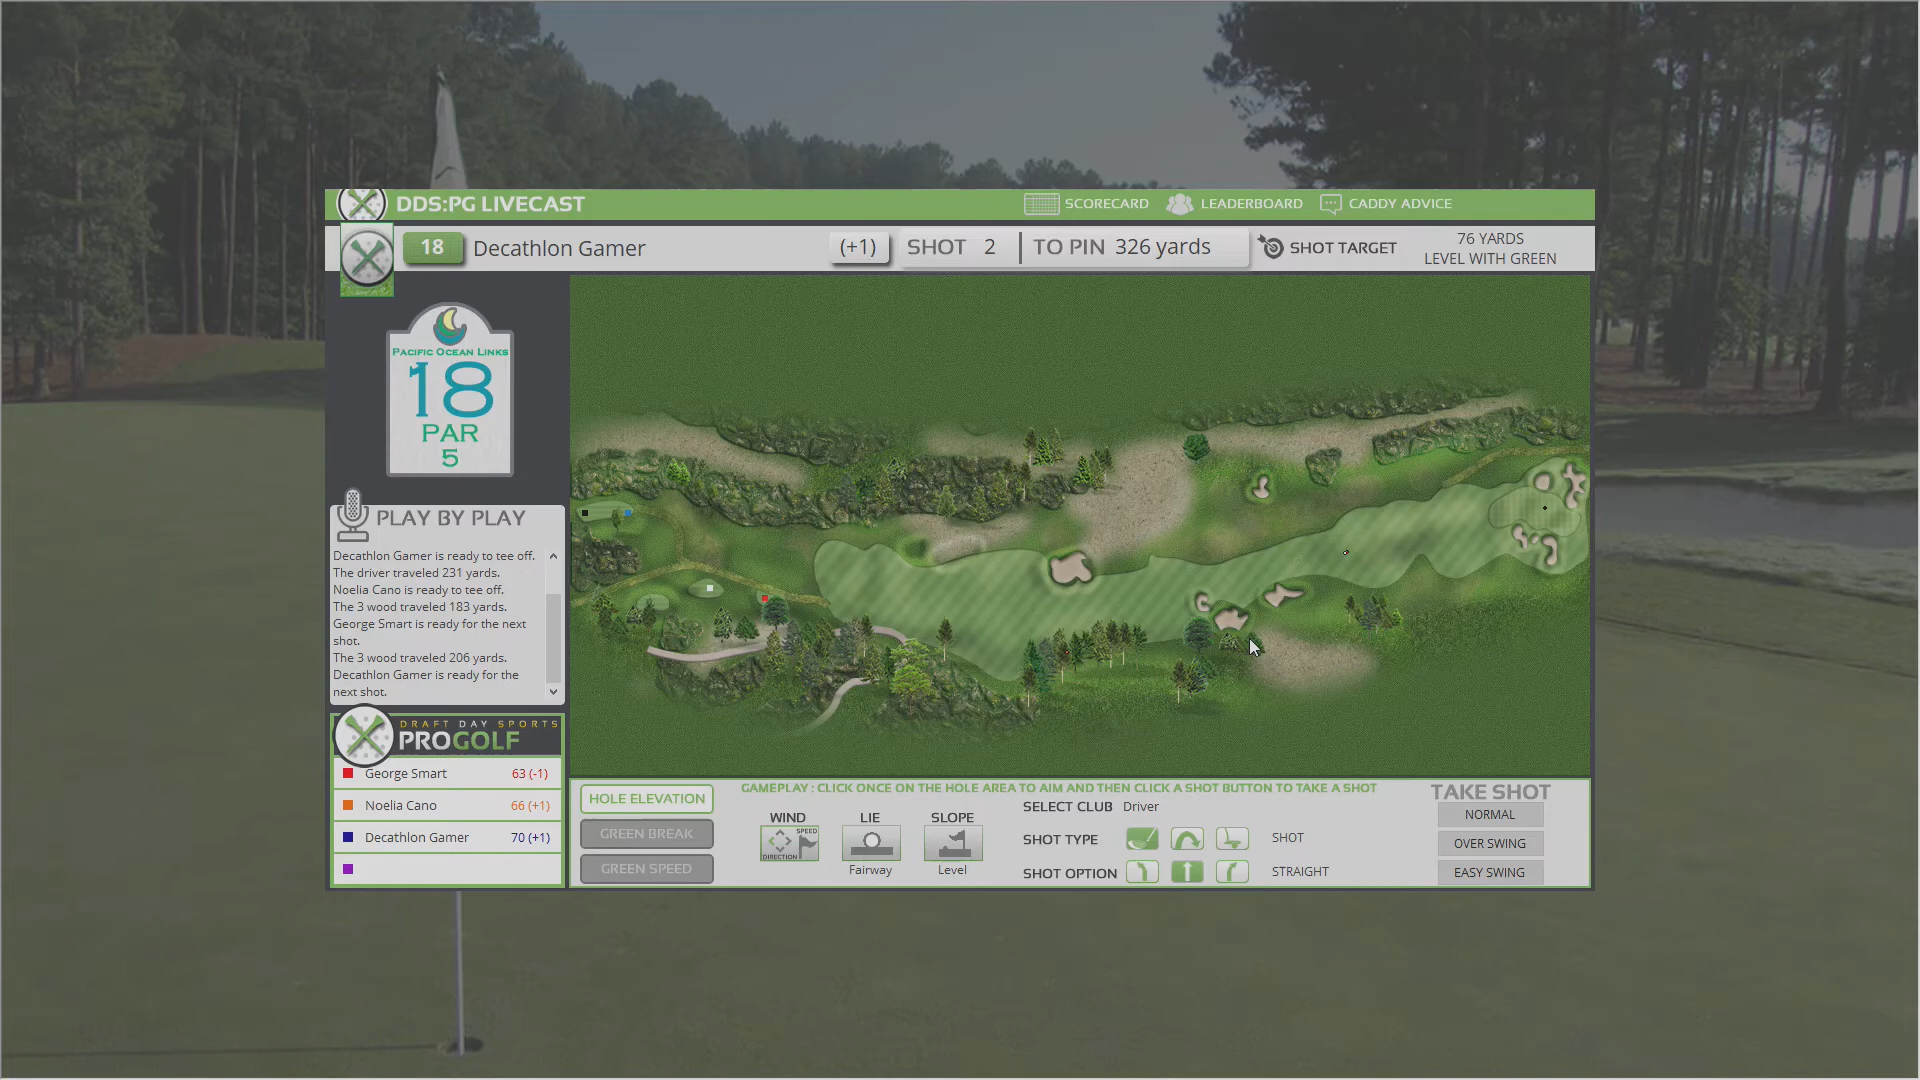 DDS:PG LIVECAST
SCORECARD
LEADERBOARD
CADDY ADVICE
18
Decathlon Gamer
(+1)
SHOT 2
TO PIN 326 yards
SHOT TARGET
76 YARDS
LEVEL WITH GREEN
PACIFIC OCEAN LINKS
18
PAR
5
PLAY BY PLAY
Decathlon Gamer is ready to tee off.
The driver traveled 231 yards.
Noelia Cano is ready to tee off.
The 3 wood traveled 183 yards.
George Smart is ready for the next
shot.
The 3 wood traveled 206 yards.
Decathlon Gamer is ready for the
next shot.
DRAFT DAY SPORTS
PROGOLF
George Smart 63 (-1)
Noelia Cano 66 (+1)
Decathlon Gamer 70 (+1)
HOLE ELEVATION
GREEN BREAK
GREEN SPEED
GAMEPLAY : CLICK ONCE ON THE HOLE AREA TO AIM AND THEN CLICK A SHOT BUTTON TO TAKE A SHOT
WIND
SPEED
DIRECTION
LIE
Fairway
SLOPE
Level
SELECT CLUB Driver
SHOT TYPE SHOT
SHOT OPTION STRAIGHT
TAKE SHOT
NORMAL
OVER SWING
EASY SWING